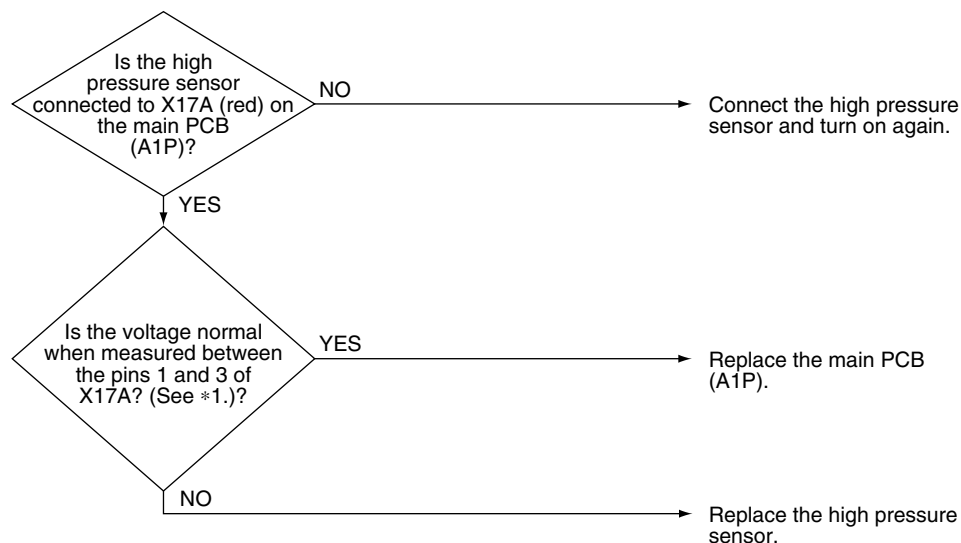 Is the high
pressure sensor
connected to X17A (red) on
the main PCB
(A1P)?
NO
Connect the high pressure
sensor and turn on again.
YES
Is the voltage normal
when measured between
the pins 1 and 3 of
X17A? (See *1.)?
YES
Replace the main PCB
(A1P).
NO
Replace the high pressure
sensor.